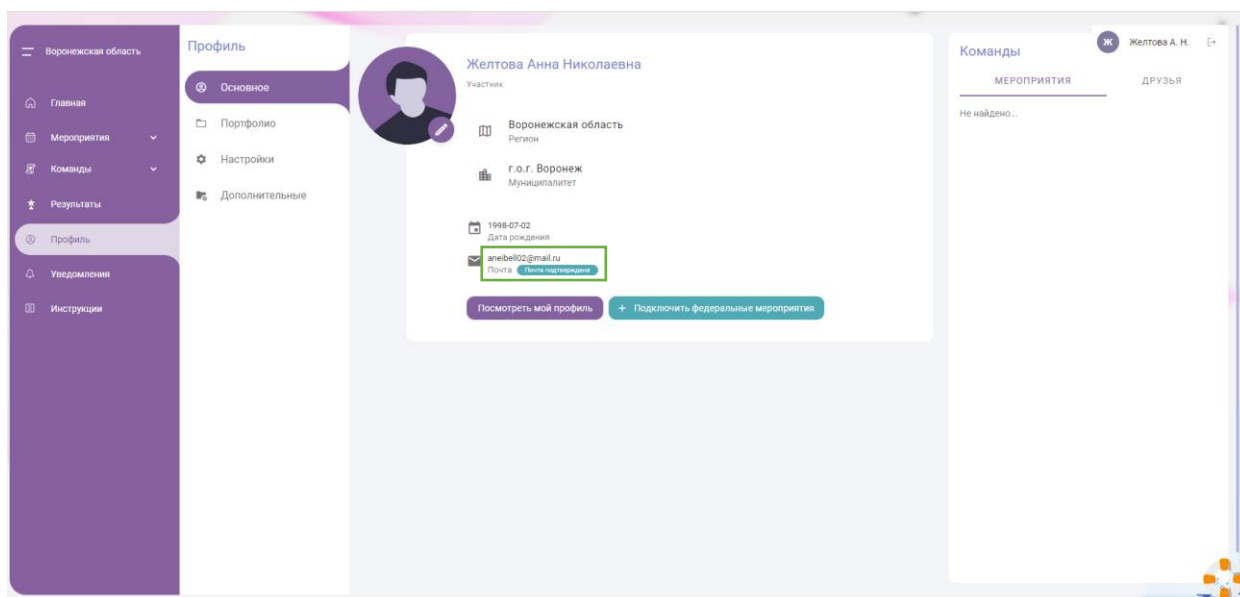 Воронежская область
Главная
Мероприятия
Команды
Результаты
Профиль
Уведомления
Инструкции
Профиль
Основное
Портфолио
Настройки
Дополнительные
Желтова Анна Николаевна
Участник
Воронежская область
Регион
г.о.г. Воронеж
Муниципалитет
1998-07-02
Дата рождения
aneibell02@mail.ru
Почта Почта подтверждена
Посмотреть мой профиль
+ Подключить федеральные мероприятия
Ж Желтова А. Н.
Команды
МЕРОПРИЯТИЯ ДРУЗЬЯ
Не найдено...